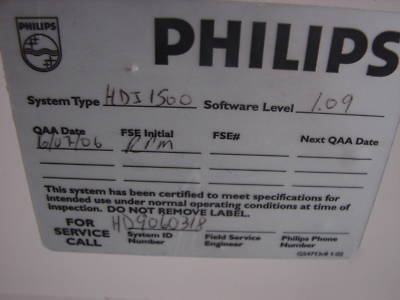 PHILIPS
PHILIPS
System Type HDI 1500 Software Level 1.09
QAA Date FSE Initial FSE# Next QAA Date
6/07/06 RPM
This system has been certified to meet specifications for
intended use under normal operating conditions at time of
inspection. DO NOT REMOVE LABEL.
FOR SERVICE CALL
HD9060318
System ID Number
Field Service Engineer
Philips Phone Number